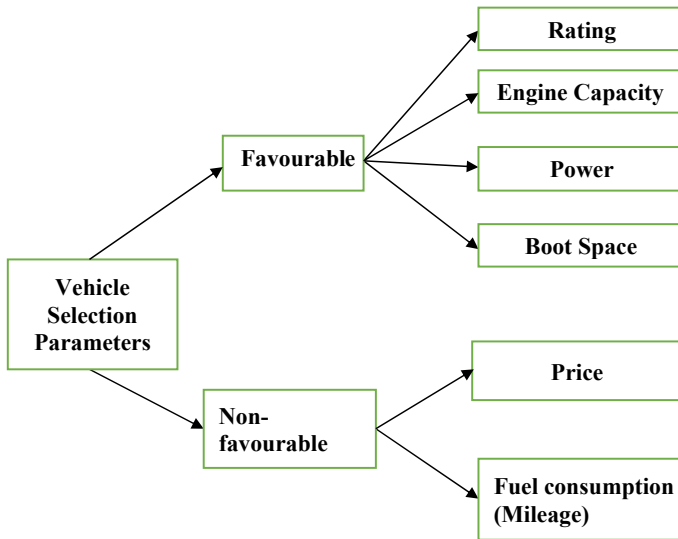 Rating
Engine Capacity
Favourable
Power
Boot Space
Vehicle
Selection
Parameters
Price
Non-
favourable
Fuel consumption
(Mileage)